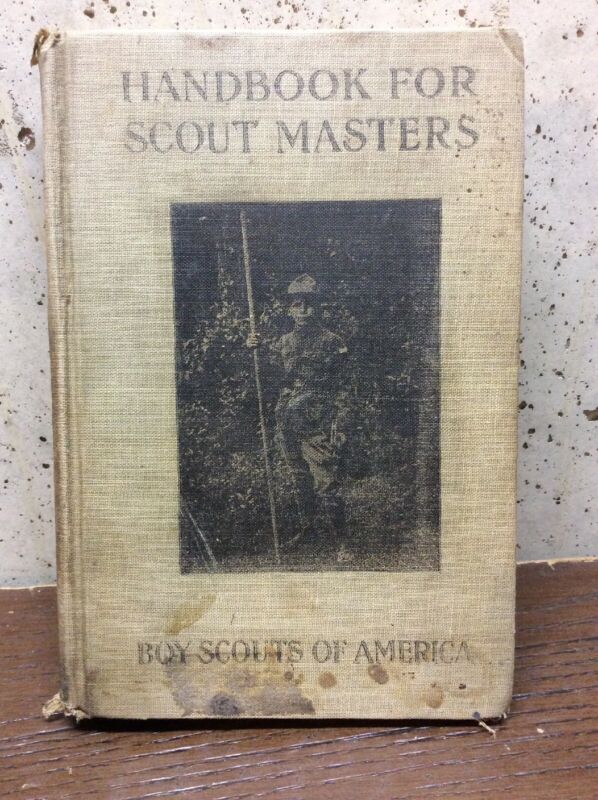 HANDBOOK FOR
SCOUT MASTERS
BOY SCOUTS OF AMERICA